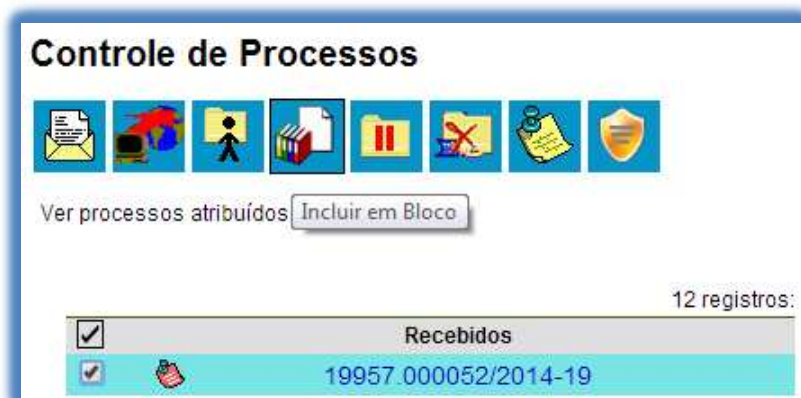 Controle de Processos
Ver processos atribuídos Incluir em Bloco
12 registros:
Recebidos
19957.000052/2014-19